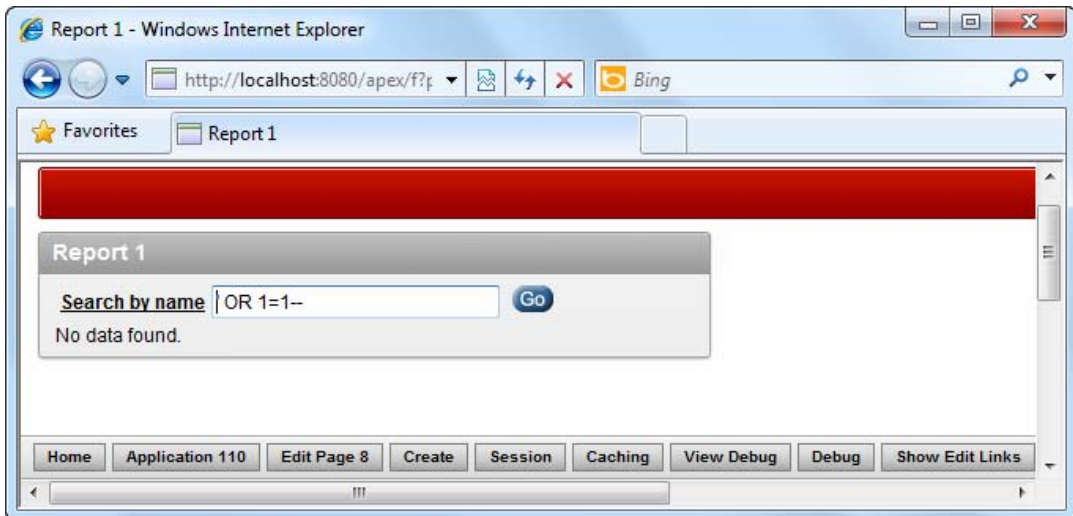 Report 1 - Windows Internet Explorer
http://localhost:8080/apex/f?p
Bing
Favorites
Report 1
Report 1
Search by name ' OR 1=1--
Go
No data found.
Home Application 110 Edit Page 8 Create Session Caching View Debug Debug Show Edit Links